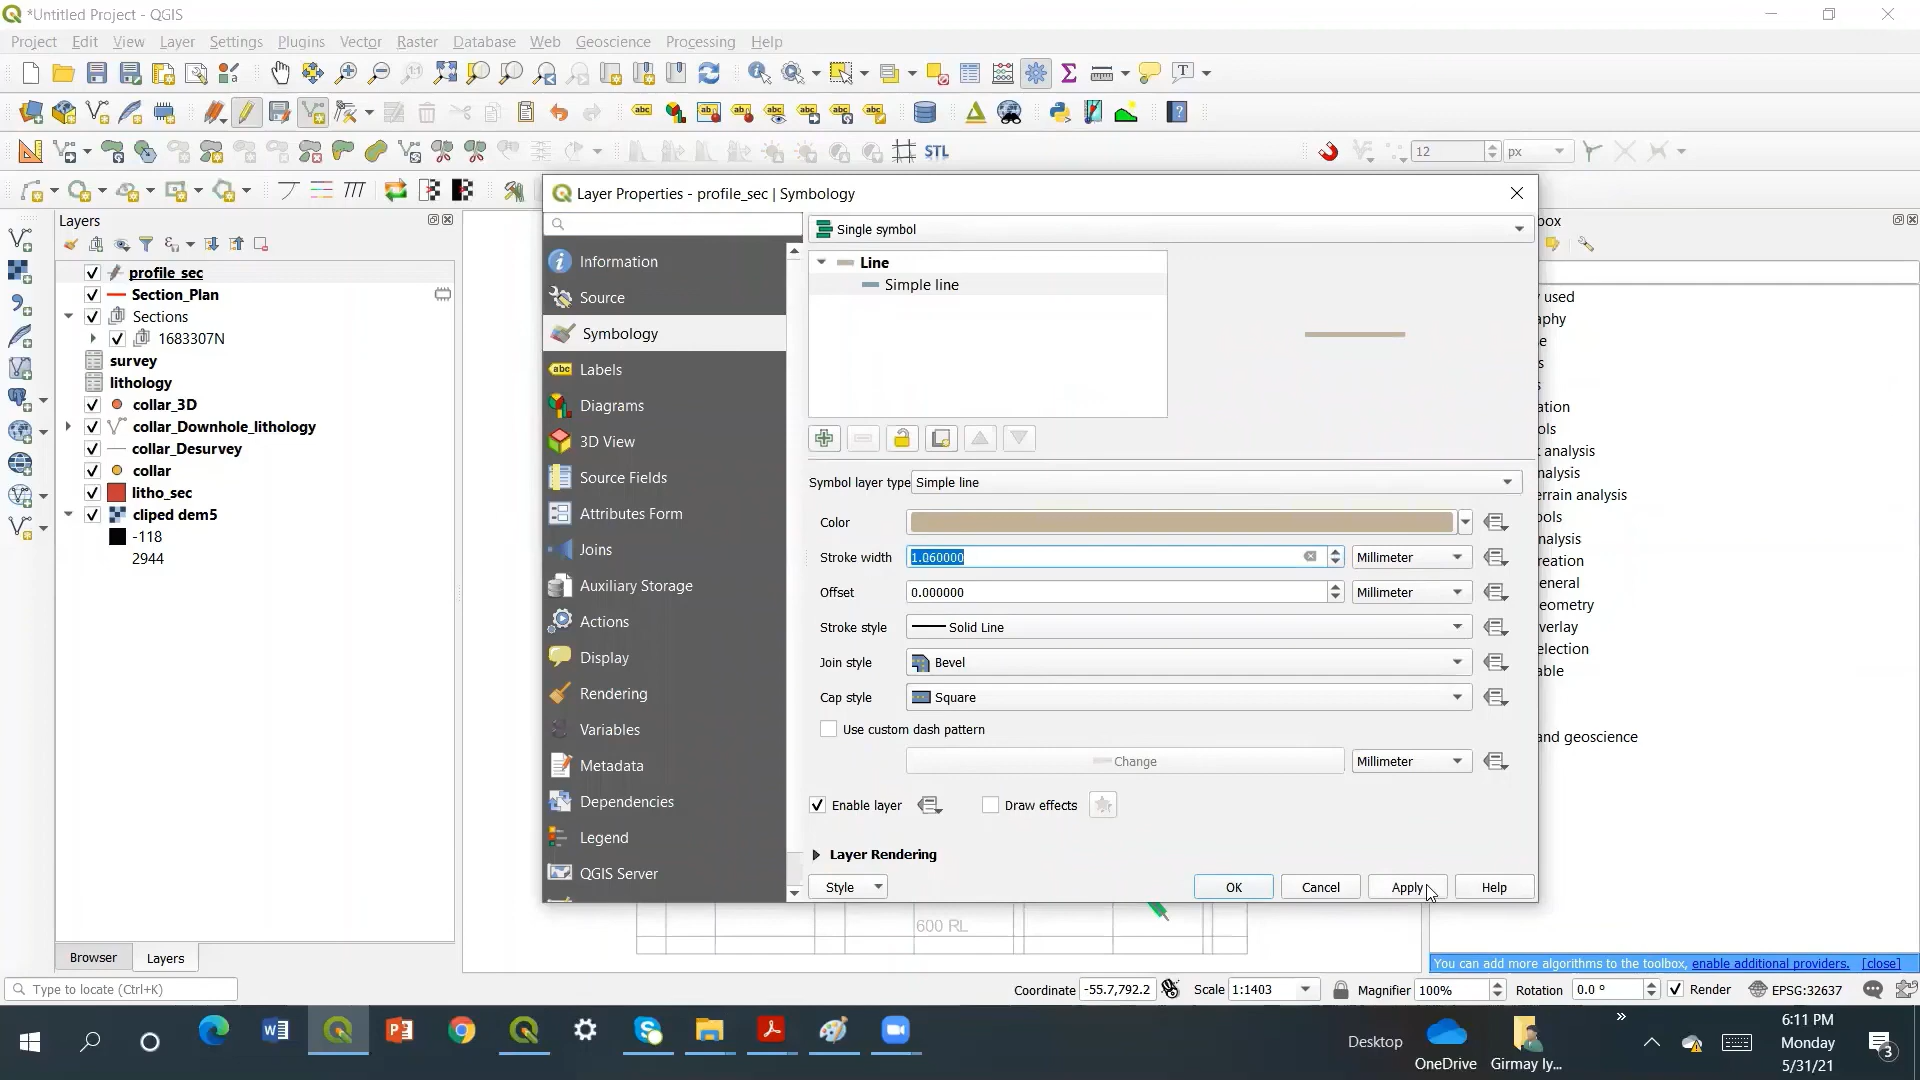 *Untitled Project - QGIS
Project Edit View Layer Settings Plugins Vector Raster Database Web Geoscience Processing Help
STL
12 px
Layers
profile_sec
Section_Plan
Sections
1683307N
survey
lithology
collar_3D
collar_Downhole_lithology
collar_Desurvey
collar
litho_sec
cliped dem5
-118
2944
Browser Layers
Layer Properties - profile_sec | Symbology
Information
Source
Symbology
Labels
Diagrams
3D View
Source Fields
Attributes Form
Joins
Auxiliary Storage
Actions
Display
Rendering
Variables
Metadata
Dependencies
Legend
QGIS Server
Single symbol
Line
Simple line
Symbol layer type Simple line
Color
Stroke width 1.060000 Millimeter
Offset 0.000000 Millimeter
Stroke style Solid Line
Join style Bevel
Cap style Square
Use custom dash pattern
Change Millimeter
Enable layer Draw effects
Layer Rendering
Style OK Cancel Apply Help
600 RL
box
used
aphy
e
s
s
ation
ols
t analysis
nalysis
errain analysis
ools
nalysis
reation
eneral
eometry
verlay
election
able
and geoscience
You can add more algorithms to the toolbox, enable additional providers. [close]
Type to locate (Ctrl+K) Coordinate -55.7,792.2 Scale 1:1403 Magnifier 100% Rotation 0.0 ° Render EPSG:32637
Desktop
OneDrive
Girmay ly...
»
6:11 PM
Monday
5/31/21
3